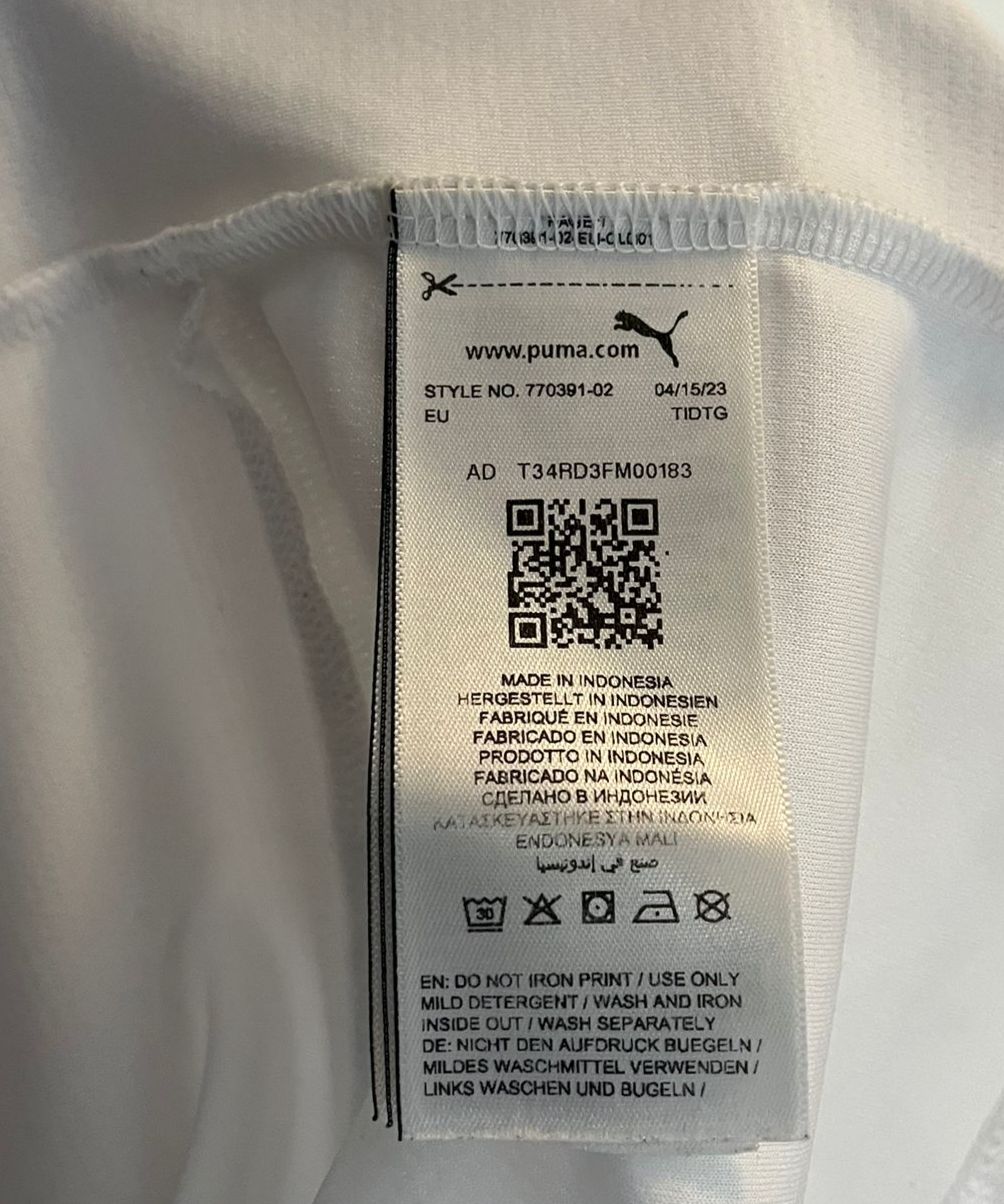 www.puma.com
STYLE NO. 770391-02 04/15/23
EU TIDTG
AD T34RD3FM00183
MADE IN INDONESIA
HERGESTELLT IN INDONESIEN
FABRIQUÉ EN INDONESIE
FABRICADO EN INDONESIA
PRODOTTO IN INDONESIA
FABRICADO NA INDONÉSIA
СДЕЛАНО В ИНДОНЕЗИИ
ΚΑΤΑΣΚΕΥΑΣΤΗΚΕ ΣΤΗΝ ΙΝΔΟΝΗΣΙΑ
ENDONESYA MALI
صنع في إندونيسيا
30
EN: DO NOT IRON PRINT / USE ONLY
MILD DETERGENT / WASH AND IRON
INSIDE OUT / WASH SEPARATELY
DE: NICHT DEN AUFDRUCK BUEGELN /
MILDES WASCHMITTEL VERWENDEN /
LINKS WASCHEN UND BUGELN /